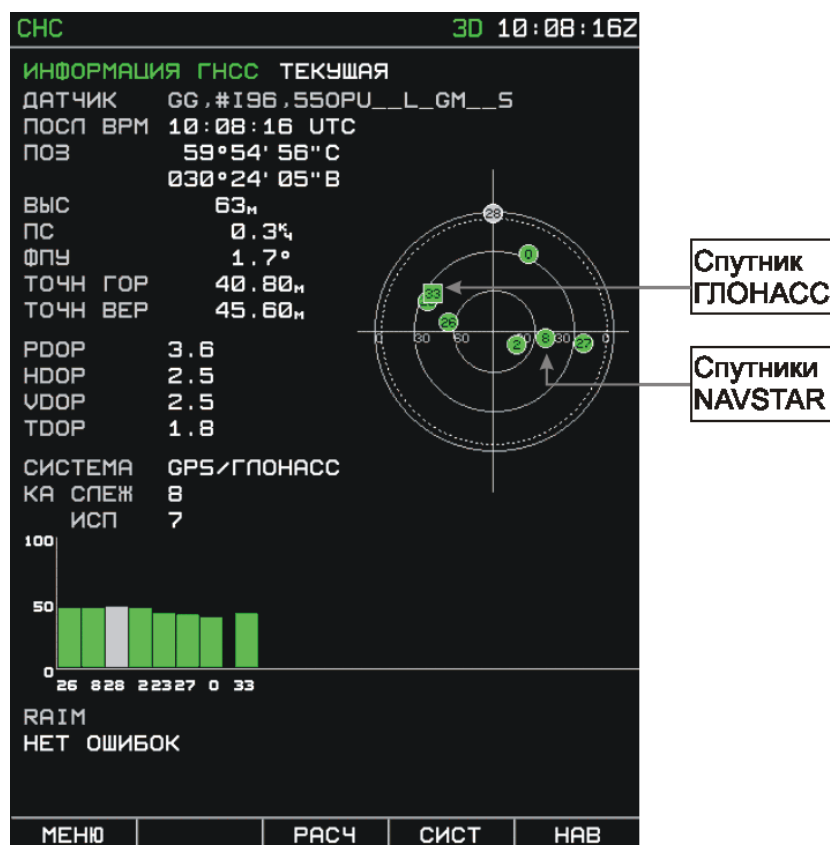 СНС 3D 10:08:16Z
ИНФОРМАЦИЯ ГНСС ТЕКУЩАЯ
ДАТЧИК GG,#I96,550PU__L_GM__S
ПОСЛ ВРМ 10:08:16 UTC
ПОЗ 59°54'56"С
030°24'05"В
ВЫС 63м
ПС 0.3Кч
ФПУ 1.7°
ТОЧН ГОР 40.80м
ТОЧН ВЕР 45.60м
PDOP 3.6
HDOP 2.5
VDOP 2.5
TDOP 1.8
СИСТЕМА GPS/ГЛОНАСС
КА СЛЕЖ 8
ИСП 7
28
0
33
26
0 30 60 2 8 30 27 0
Спутник
ГЛОНАСС
Спутники
NAVSTAR
100
50
0
26 8 28 2 23 27 0 33
RAIM
НЕТ ОШИБОК
МЕНЮ РАСЧ СИСТ НАВ